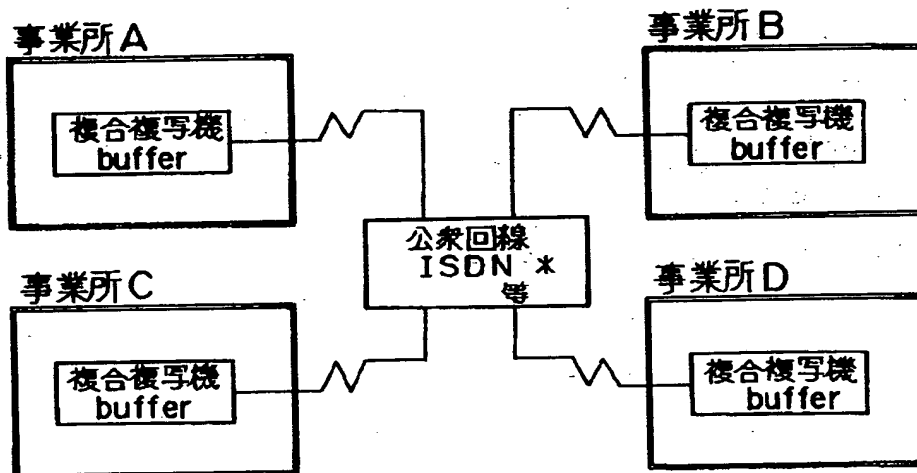 事業所A
複合複写機
buffer
事業所B
複合複写機
buffer
公衆回線
ISDN *
等
事業所C
複合複写機
buffer
事業所D
複合複写機
buffer